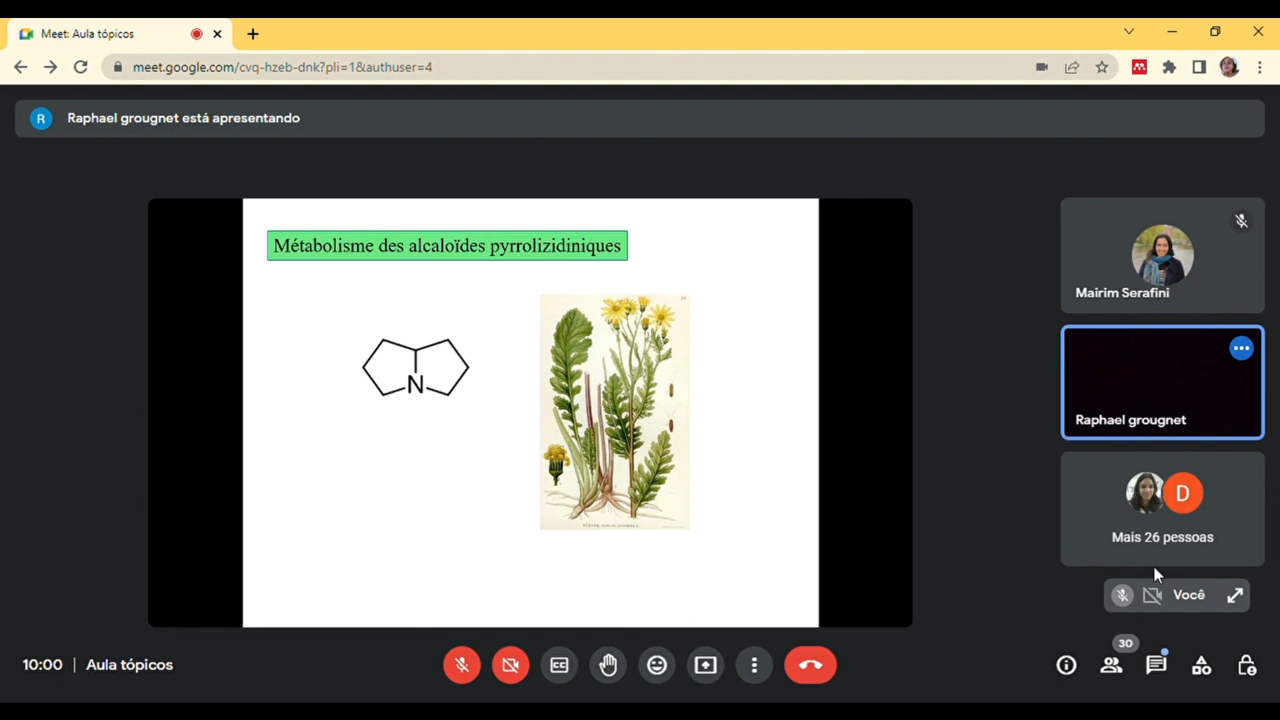 Meet: Aula tópicos
meet.google.com/cvq-hzeb-dnk?pli=1&authuser=4
R
Raphael grougnet está apresentando
Métabolisme des alcaloïdes pyrrolizidiniques
N
Mairim Serafini
Raphael grougnet
D
Mais 26 pessoas
Você
30
10:00 | Aula tópicos